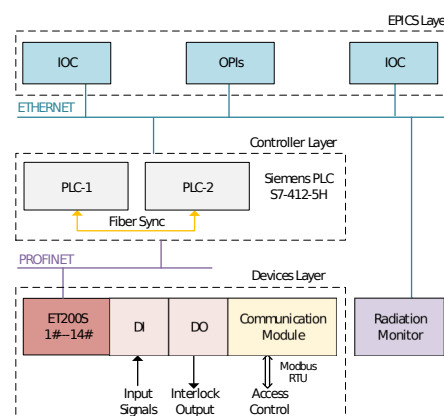 EPICS Laye
IOC
OPIs
IOC
ETHERNET
Controller Layer
PLC-1
PLC-2
Siemens PLC
S7-412-5H
Fiber Sync
PROFINET
Devices Layer
ET200S
1#--14#
DI
DO
Communication
Module
Radiation
Monitor
Modbus
RTU
Input
Signals
Interlock
Output
Access
Control